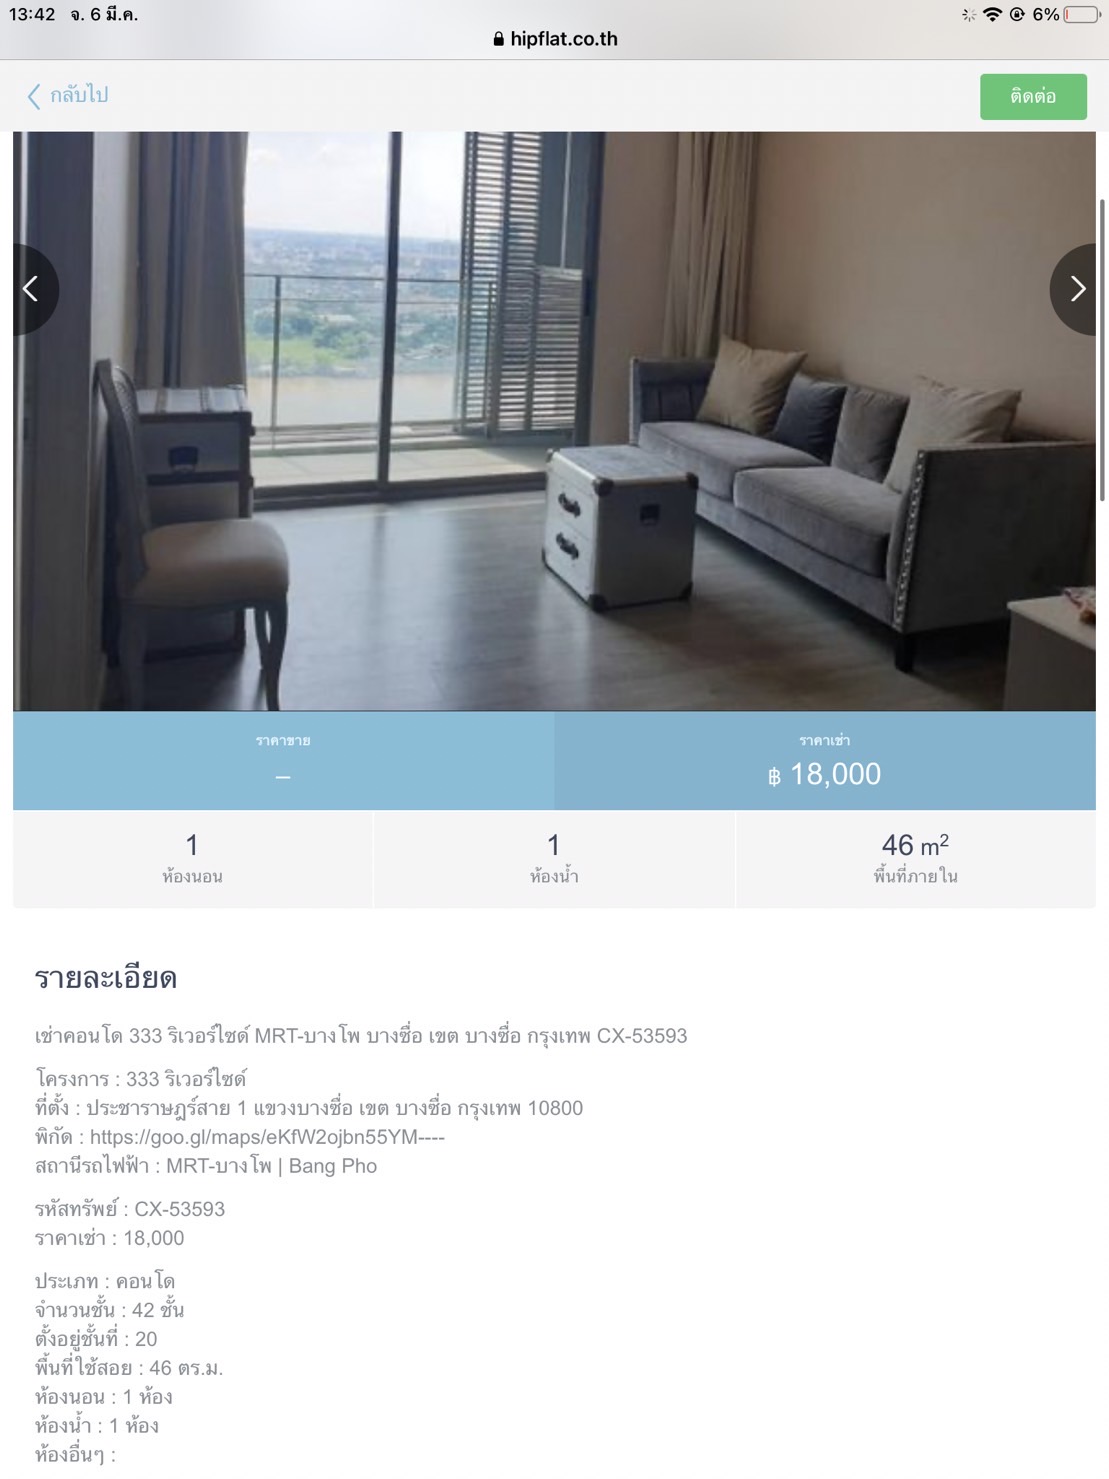 13:42 จ. 6 มี.ค.
6%
hipflat.co.th
กลับไป
ติดต่อ
ราคาขาย
–
ราคาเช่า
฿ 18,000
1
ห้องนอน
1
ห้องน้ำ
46 m²
พื้นที่ภายใน
รายละเอียด
เช่าคอนโด 333 ริเวอร์ไซด์ MRT-บางโพ บางซื่อ เขต บางซื่อ กรุงเทพ CX-53593
โครงการ : 333 ริเวอร์ไซด์
ที่ตั้ง : ประชาราษฎร์สาย 1 แขวงบางซื่อ เขต บางซื่อ กรุงเทพ 10800
พิกัด : https://goo.gl/maps/eKfW2ojbn55YM----
สถานีรถไฟฟ้า : MRT-บางโพ | Bang Pho
รหัสทรัพย์ : CX-53593
ราคาเช่า : 18,000
ประเภท : คอนโด
จำนวนชั้น : 42 ชั้น
ตั้งอยู่ชั้นที่ : 20
พื้นที่ใช้สอย : 46 ตร.ม.
ห้องนอน : 1 ห้อง
ห้องน้ำ : 1 ห้อง
ห้องอื่นๆ :